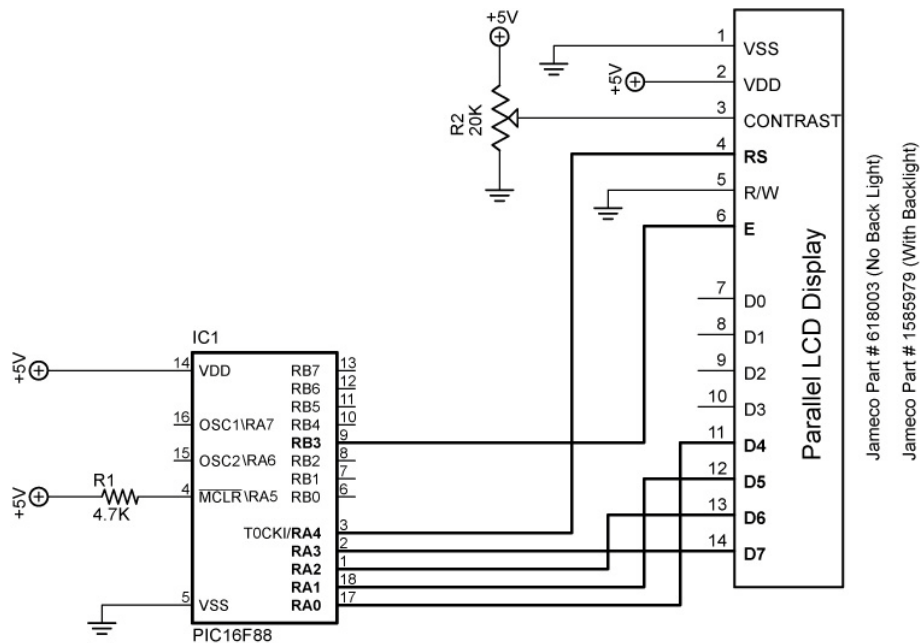 +5V
R2
20K
+5V
1 VSS
2 VDD
3 CONTRAST
4 RS
5 R/W
6 E
7 D0
8 D1
9 D2
10 D3
11 D4
12 D5
13 D6
14 D7
Parallel LCD Display
Jameco Part # 618003 (No Back Light)
Jameco Part # 1585979 (With Backlight)
IC1
+5V
14 VDD RB7 13
RB6 12
RB5 11
16 OSC1\RA7 RB4 10
RB3 9
15 OSC2\RA6 RB2 8
RB1 7
+5V
R1
4.7K
4 MCLR\RA5 RB0 6
T0CKI/RA4 3
RA3 2
RA2 1
RA1 18
5 VSS RA0 17
PIC16F88